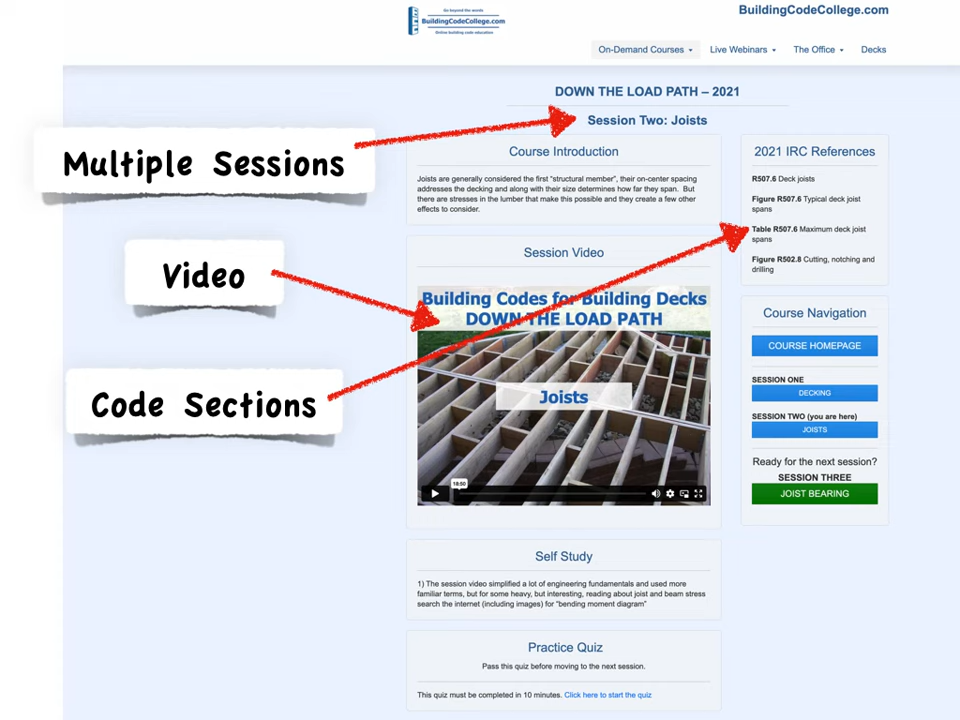 Go beyond the words
BuildingCodeCollege.com
Online building code education
BuildingCodeCollege.com
On-Demand Courses
Live Webinars
The Office
Decks
DOWN THE LOAD PATH – 2021
Session Two: Joists
Multiple Sessions
Video
Code Sections
Course Introduction
Joists are generally considered the first "structural member", their on-center spacing
addresses the decking and along with their size determines how far they span. But
there are stresses in the lumber that make this possible and they create a few other
effects to consider.
Session Video
Building Codes for Building Decks
DOWN THE LOAD PATH
Joists
18:50
Self Study
1) The session video simplified a lot of engineering fundamentals and used more
familiar terms, but for some heavy, but interesting, reading about joist and beam stress
search the internet (including images) for "bending moment diagram"
Practice Quiz
Pass this quiz before moving to the next session.
This quiz must be completed in 10 minutes. Click here to start the quiz
2021 IRC References
R507.6 Deck joists
Figure R507.6 Typical deck joist
spans
Table R507.6 Maximum deck joist
spans
Figure R502.8 Cutting, notching and
drilling
Course Navigation
COURSE HOMEPAGE
SESSION ONE
DECKING
SESSION TWO (you are here)
JOISTS
Ready for the next session?
SESSION THREE
JOIST BEARING